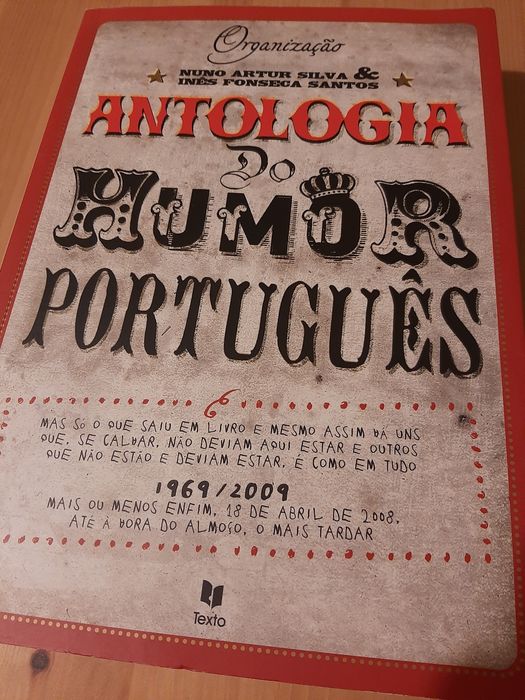 Organização
NUNO ARTUR SILVA &
INÊS FONSECA SANTOS
ANTOLOGIA
Do
HUMOR
PORTUGUÊS
MAS SÓ O QUE SAIU EM LIVRO E MESMO ASSIM HÁ UNS
QUE, SE CALHAR, NÃO DEVIAM AQUI ESTAR E OUTROS
QUE NÃO ESTÃO E DEVIAM ESTAR, É COMO EM TUDO
1969/2009
MAIS OU MENOS ENFIM, 18 DE ABRIL DE 2008,
ATÉ À HORA DO ALMOÇO, O MAIS TARDAR
Texto